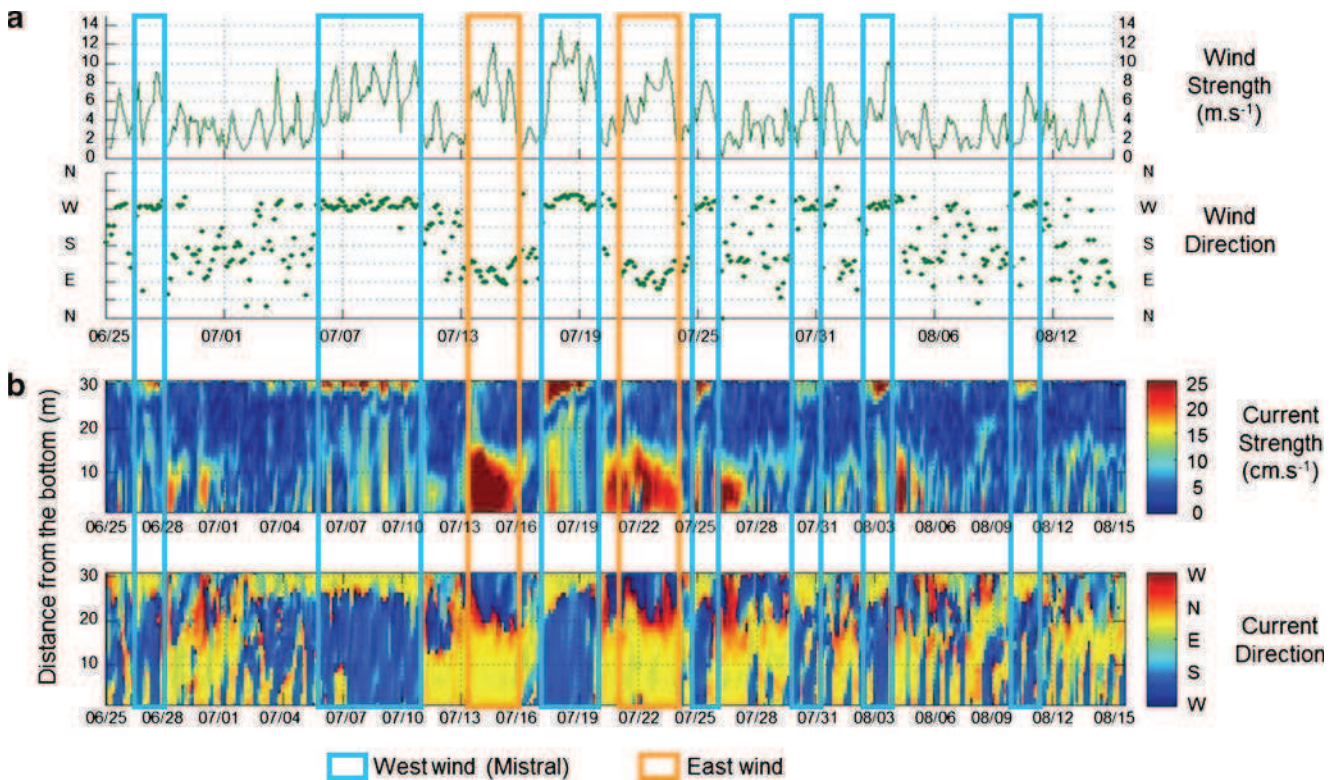 a
14
12
10
8
6
4
2
0
14
12
10
8
6
4
2
0
Wind
Strength
(m.s-1)
N
W
S
E
N
N
W
S
E
N
Wind
Direction
06/25 07/01 07/07 07/13 07/19 07/25 07/31 08/06 08/12
b
Distance from the bottom (m)
30
20
10
25
20
15
10
5
0
Current
Strength
(cm.s-1)
06/25 06/28 07/01 07/04 07/07 07/10 07/13 07/16 07/19 07/22 07/25 07/28 07/31 08/03 08/06 08/09 08/12 08/15
30
20
10
W
N
E
S
W
Current
Direction
06/25 06/28 07/01 07/04 07/07 07/10 07/13 07/16 07/19 07/22 07/25 07/28 07/31 08/03 08/06 08/09 08/12 08/15
West wind (Mistral)
East wind